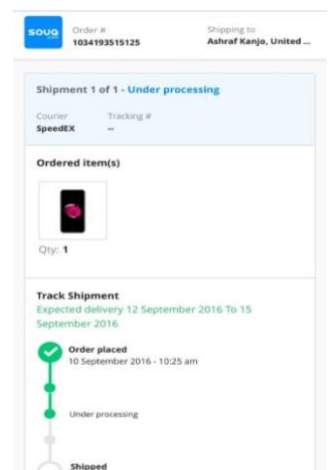 souq
Order #
1034193515125
Shipping to
Ashraf Kanjo, United ...
Shipment 1 of 1 - Under processing
Courier
SpeedEX
Tracking #
--
Ordered item(s)
Qty: 1
Track Shipment
Expected delivery 12 September 2016 To 15
September 2016
Order placed
10 September 2016 - 10:25 am
Under processing
Shipped